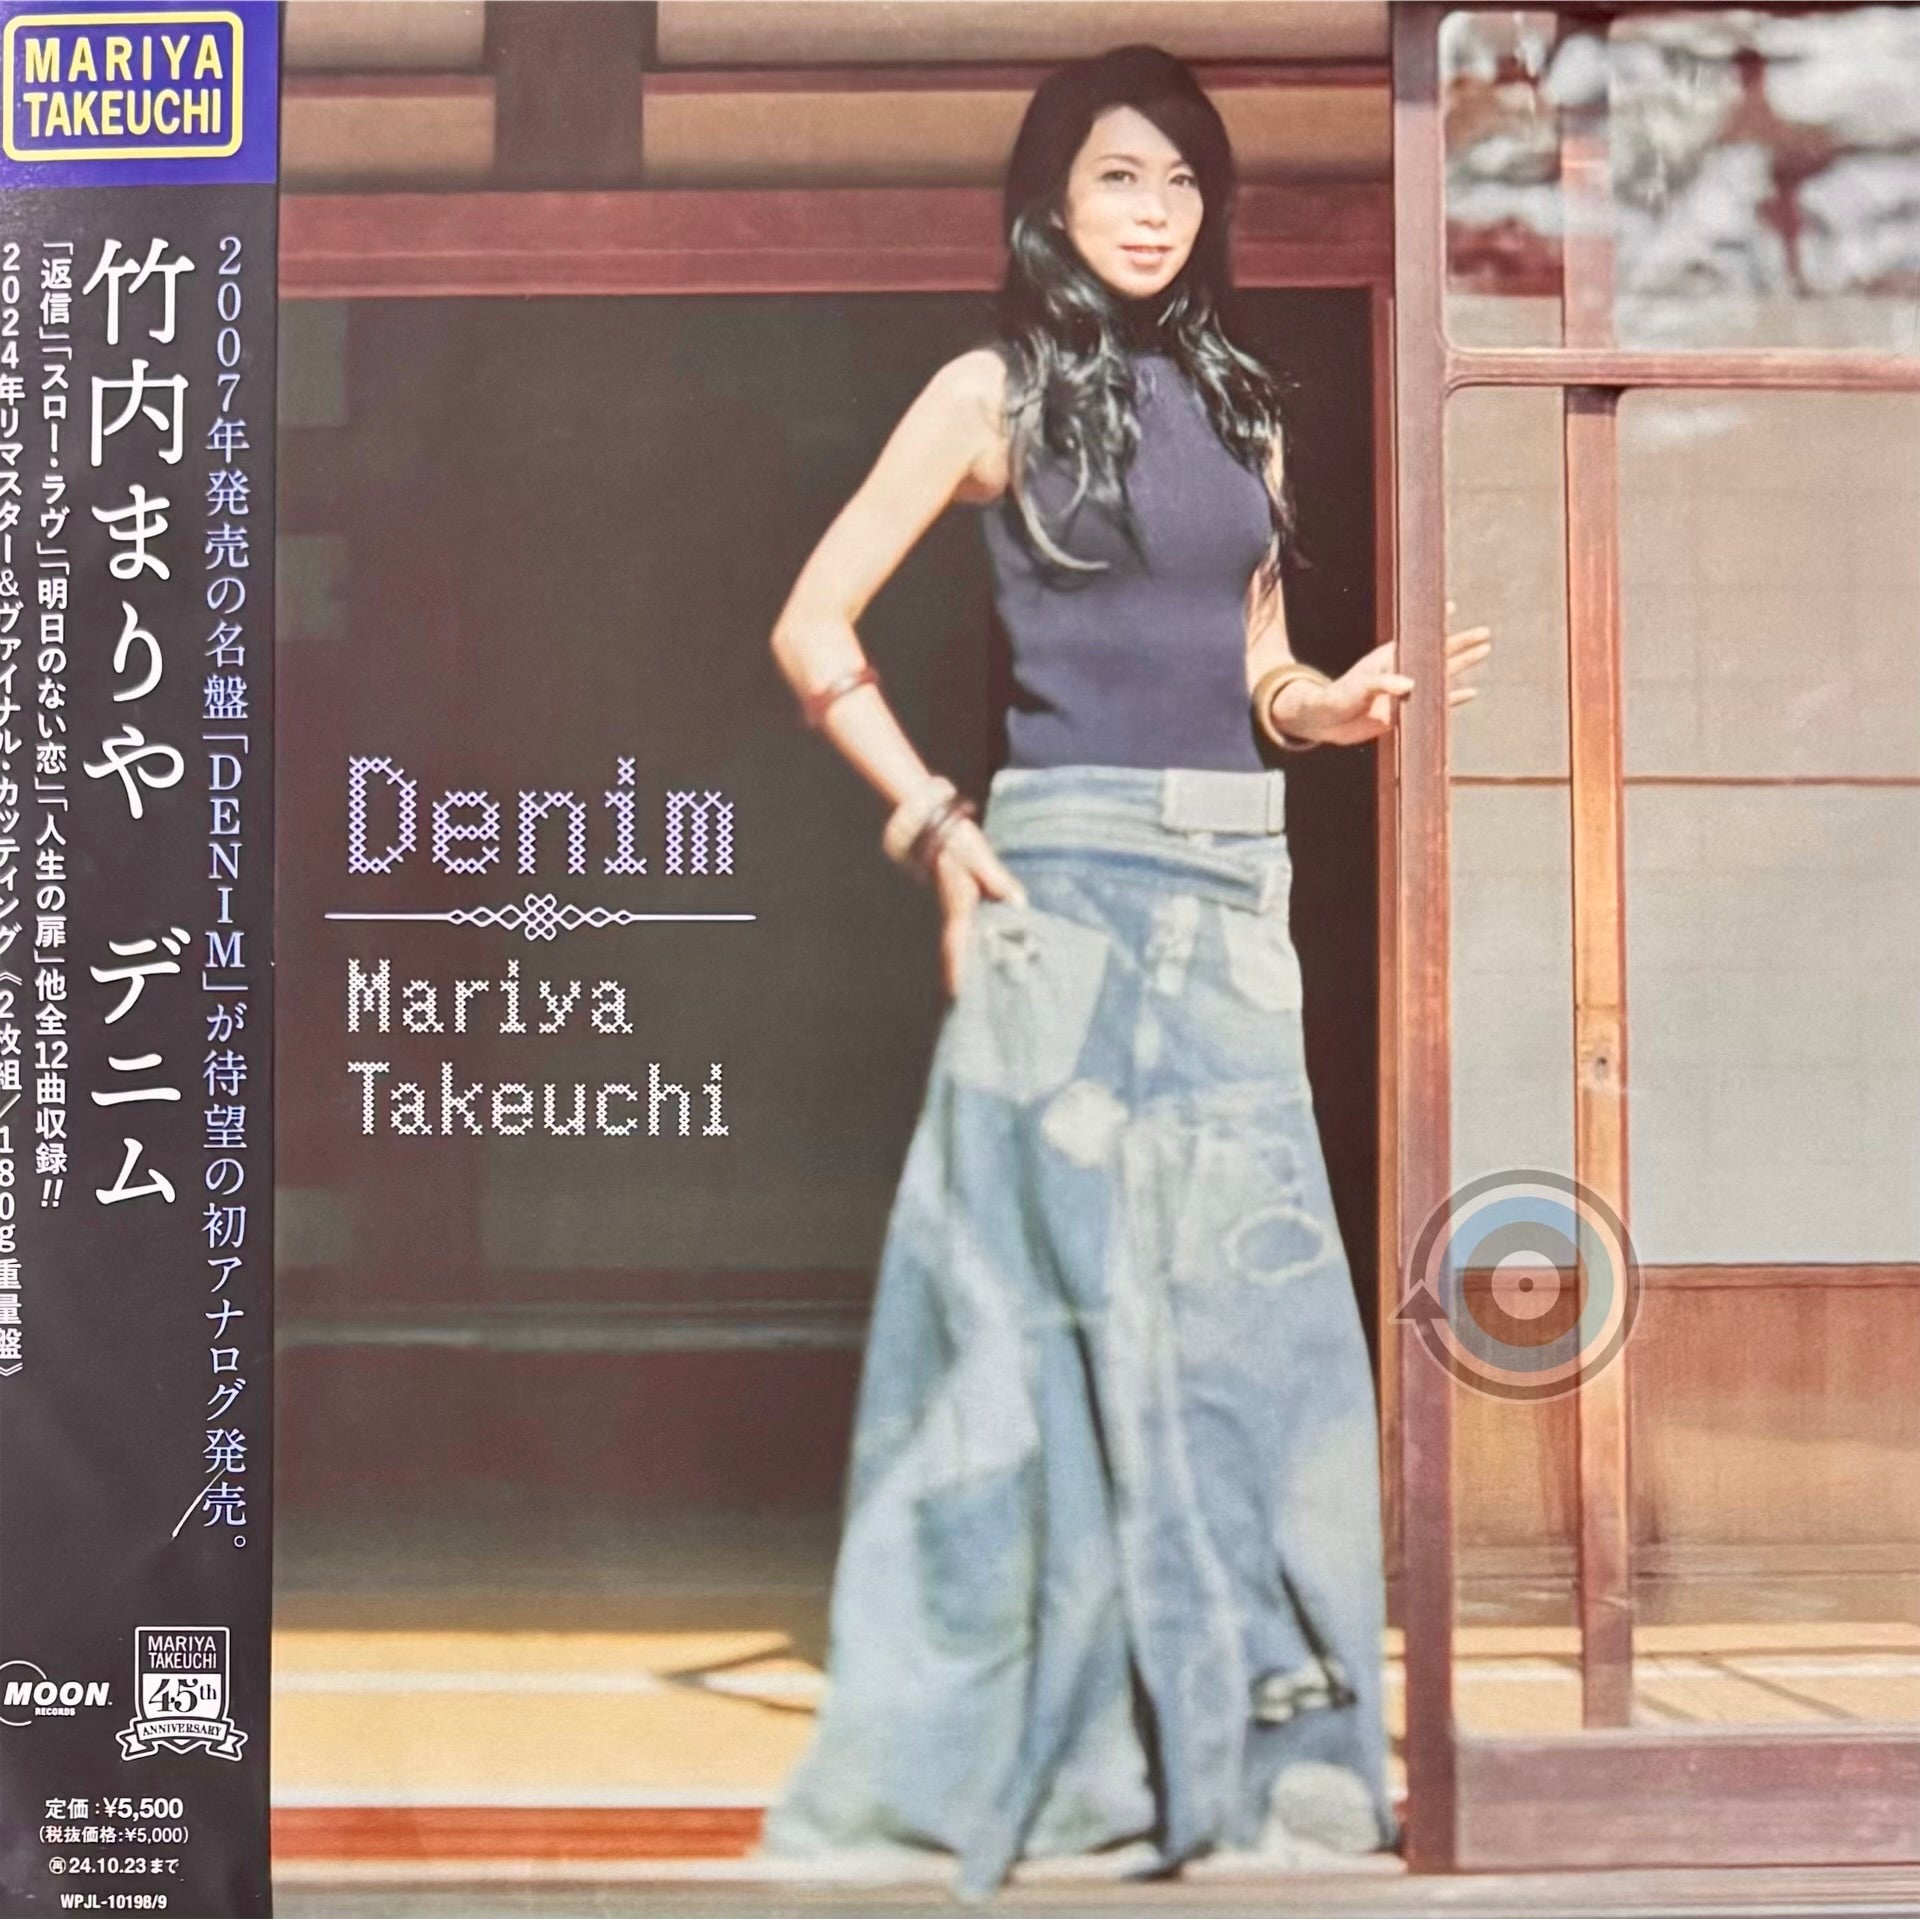 MARIYA
TAKEUCHI
2007年発売の名盤「DENIM」が待望の初アナログ発売。
竹内まりや デニム
「返信」「スロー・ラヴ」「明日のない恋」「人生の扉」他全12曲収録!!
2024年リマスター&ヴァイナル・カッティング《2枚組/180g重量盤》
Denim
Mariya
Takeuchi
MOON
RECORDS
MARIYA
TAKEUCHI
45th
ANNIVERSARY
定価:¥5,500
(税抜価格:¥5,000)
㊢24.10.23まで
WPJL-10198/9